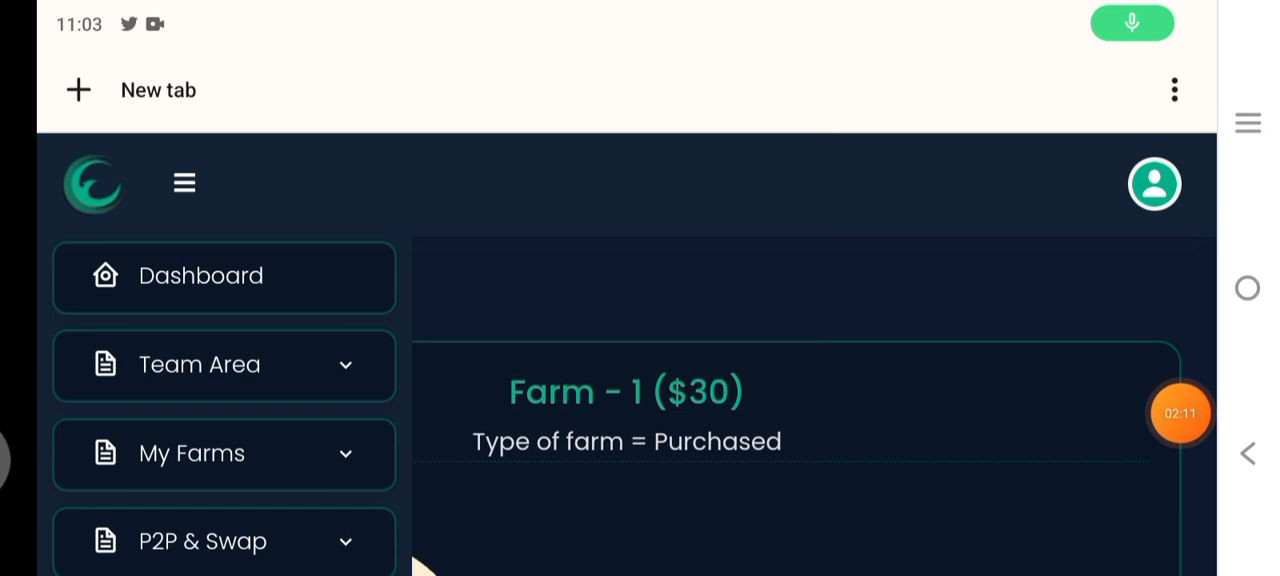 11:03
New tab
Dashboard
Team Area
My Farms
P2P & Swap
Farm - 1 ($30)
Type of farm = Purchased
02:11